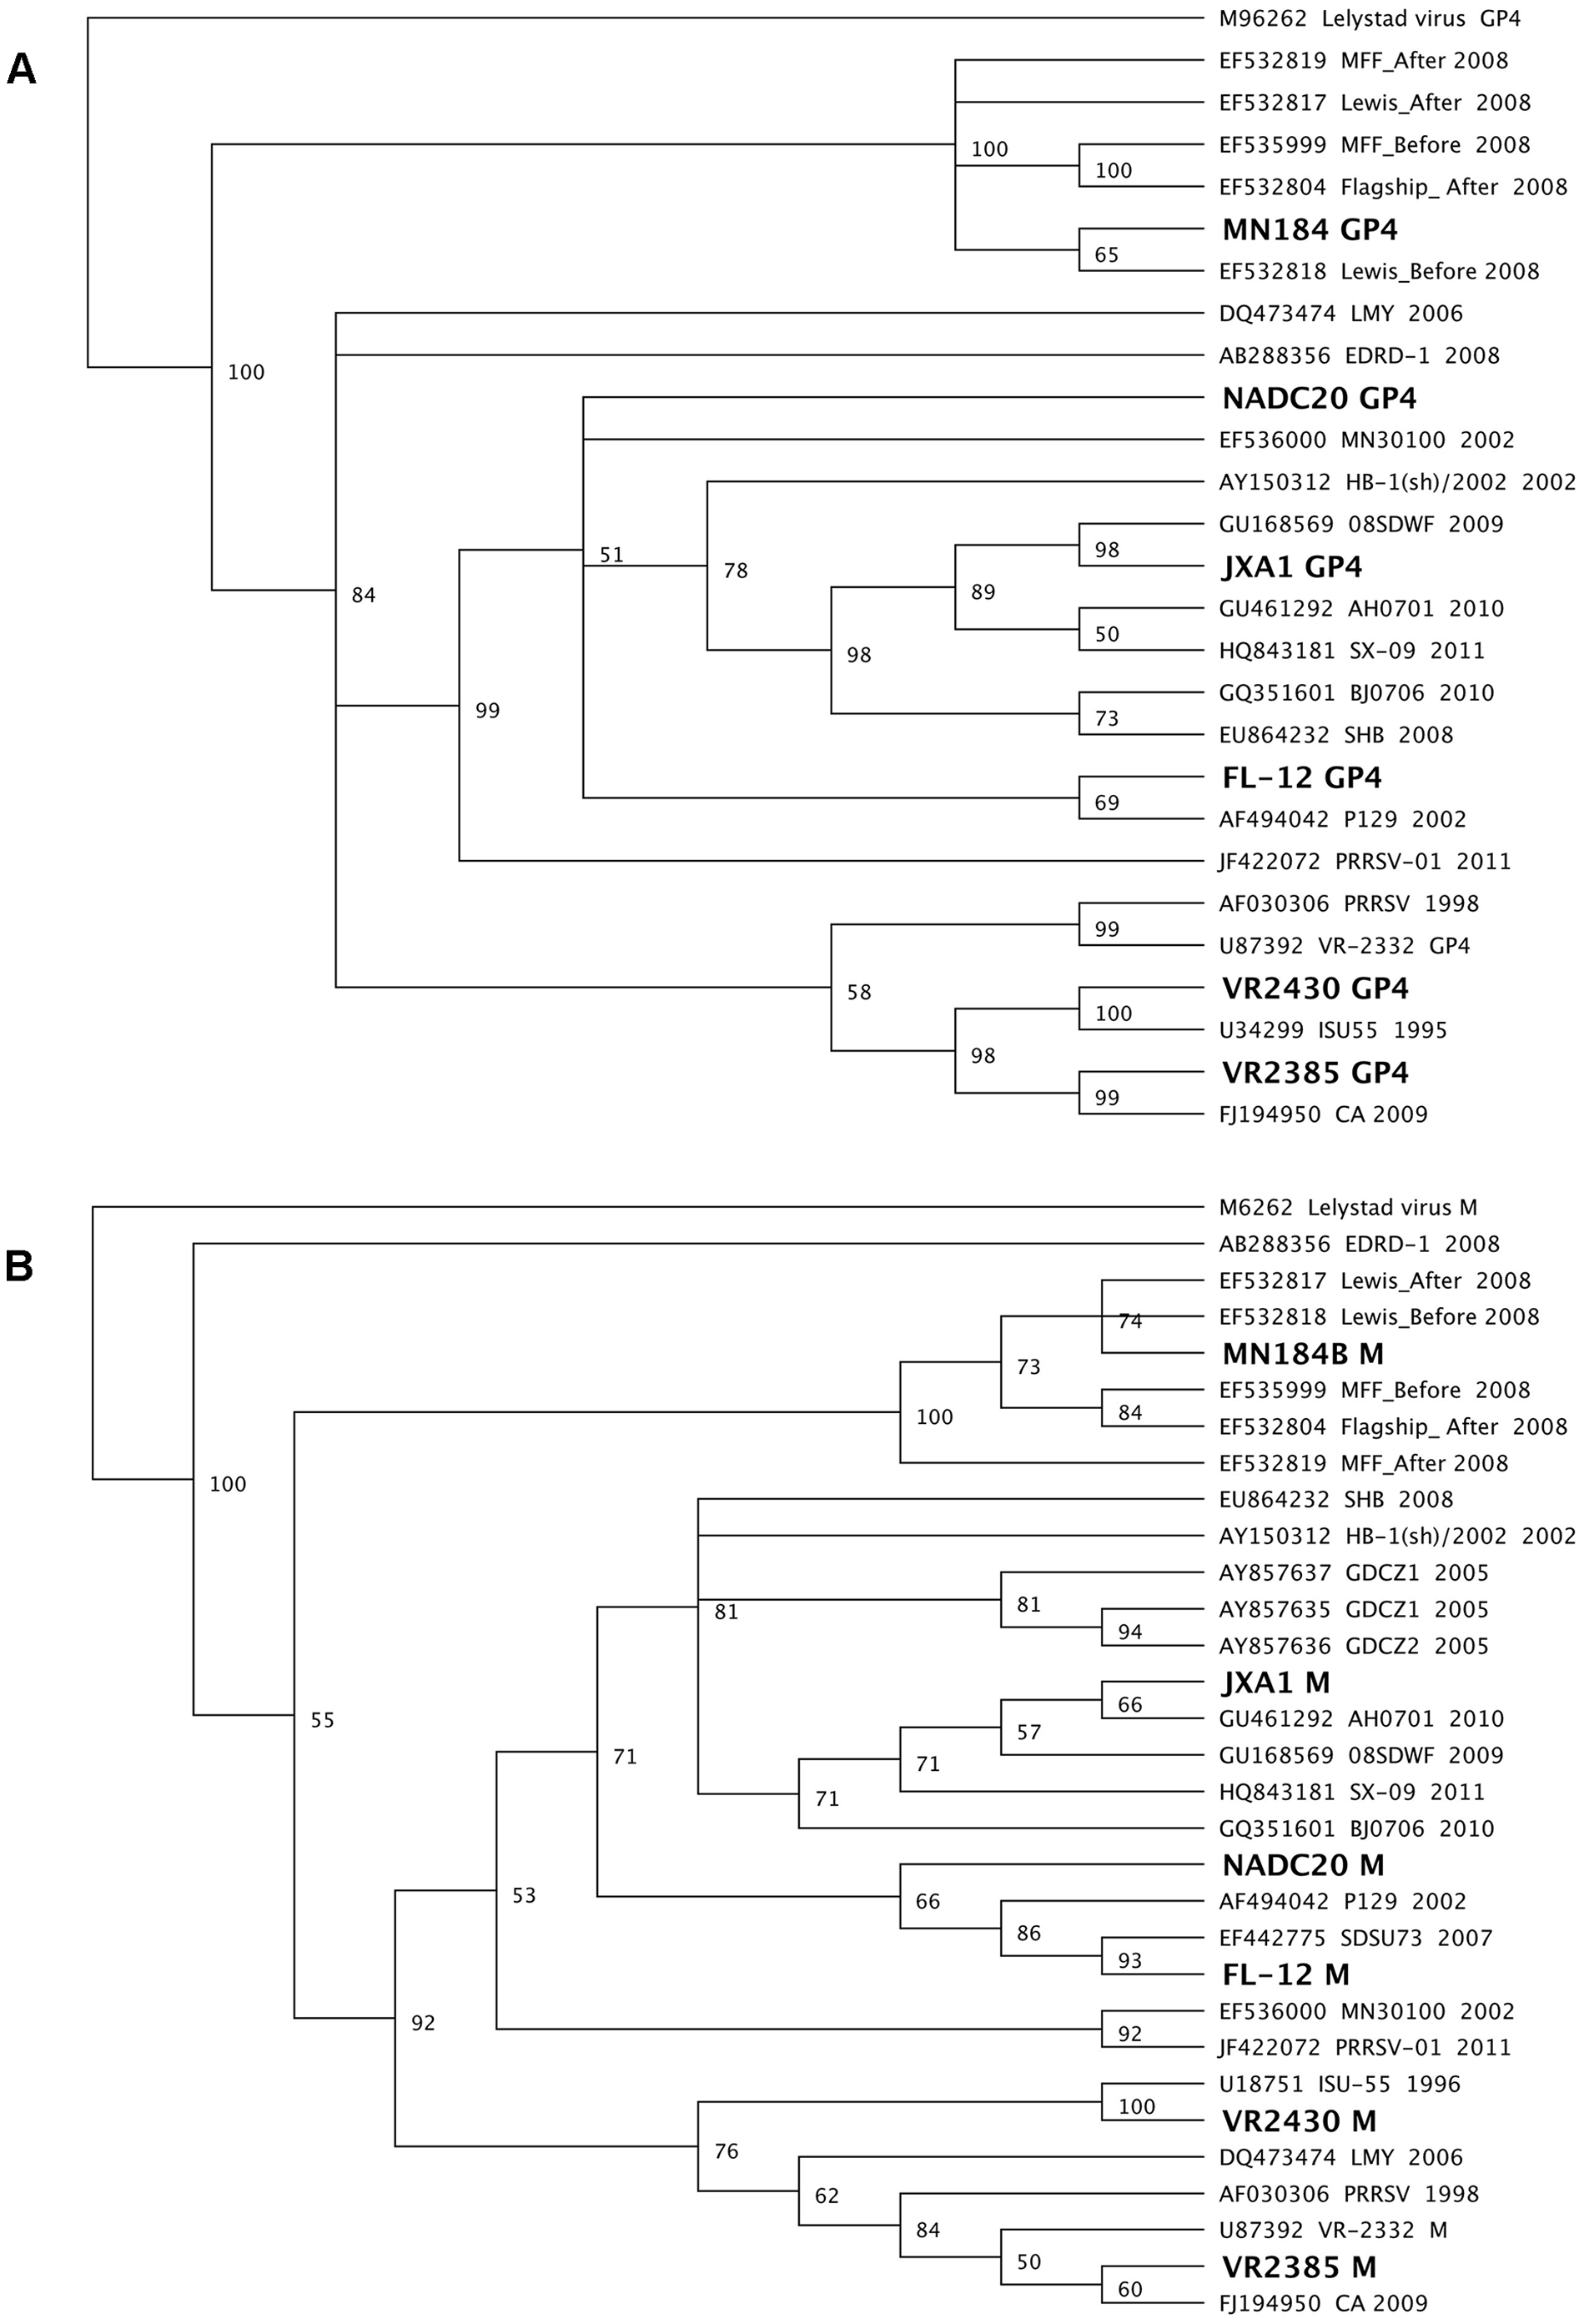 M96262 Lelystad virus GP4
A
EF532819 MFF_After 2008
EF532817 Lewis_After 2008
EF535999 MFF_Before 2008
100
100
EF532804 Flagship_ After 2008
MN184 GP4
65
EF532818 Lewis_Before 2008
DQ473474 LMY 2006
AB288356 EDRD-1 2008
100
NADC20 GP4
EF536000 MN30100 2002
AY150312 HB-1(sh)/2002 2002
GU168569 08SDWF 2009
51
98
JXA1 GP4
78
84
89
GU461292 AH0701 2010
50
HQ843181 SX-09 2011
98
GQ351601 BJ0706 2010
99
73
EU864232 SHB 2008
FL-12 GP4
69
AF494042 P129 2002
JF422072 PRRSV-01 2011
AF030306 PRRSV 1998
99
U87392 VR-2332 GP4
58
VR2430 GP4
100
U34299 ISU55 1995
98
VR2385 GP4
99
FJ194950 CA 2009
M6262 Lelystad virus M
AB288356 EDRD-1 2008
B
EF532817 Lewis_After 2008
EF532818 Lewis_Before 2008
74
MN184B M
73
EF535999 MFF_Before 2008
84
100
EF532804 Flagship_ After 2008
EF532819 MFF_After 2008
100
EU864232 SHB 2008
AY150312 HB-1(sh)/2002 2002
AY857637 GDCZ1 2005
81
81
AY857635 GDCZ1 2005
94
AY857636 GDCZ2 2005
JXA1 M
66
55
GU461292 AH0701 2010
57
71
GU168569 08SDWF 2009
71
HQ843181 SX-09 2011
71
GQ351601 BJ0706 2010
NADC20 M
53
66
AF494042 P129 2002
86
EF442775 SDSU73 2007
93
FL-12 M
EF536000 MN30100 2002
92
92
JF422072 PRRSV-01 2011
U18751 ISU-55 1996
100
VR2430 M
76
DQ473474 LMY 2006
62
AF030306 PRRSV 1998
84
U87392 VR-2332 M
50
VR2385 M
60
FJ194950 CA 2009